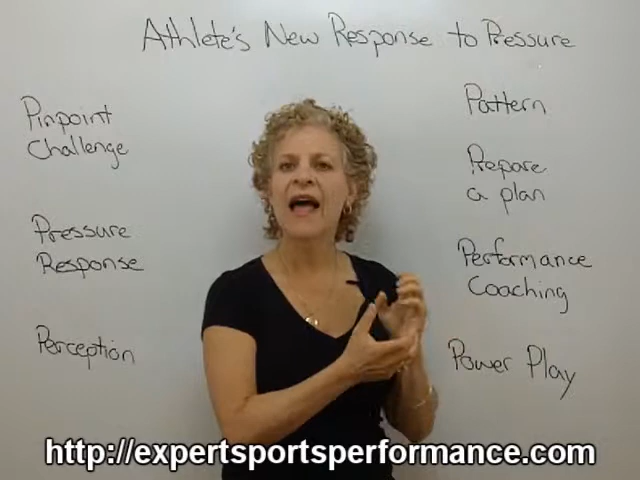 Athlete's New Response to Pressure
Pinpoint
Challenge
Pressure
Response
Perception
Pattern
Prepare
a plan
Performance
Coaching
Power Play
http://expertsportsperformance.com